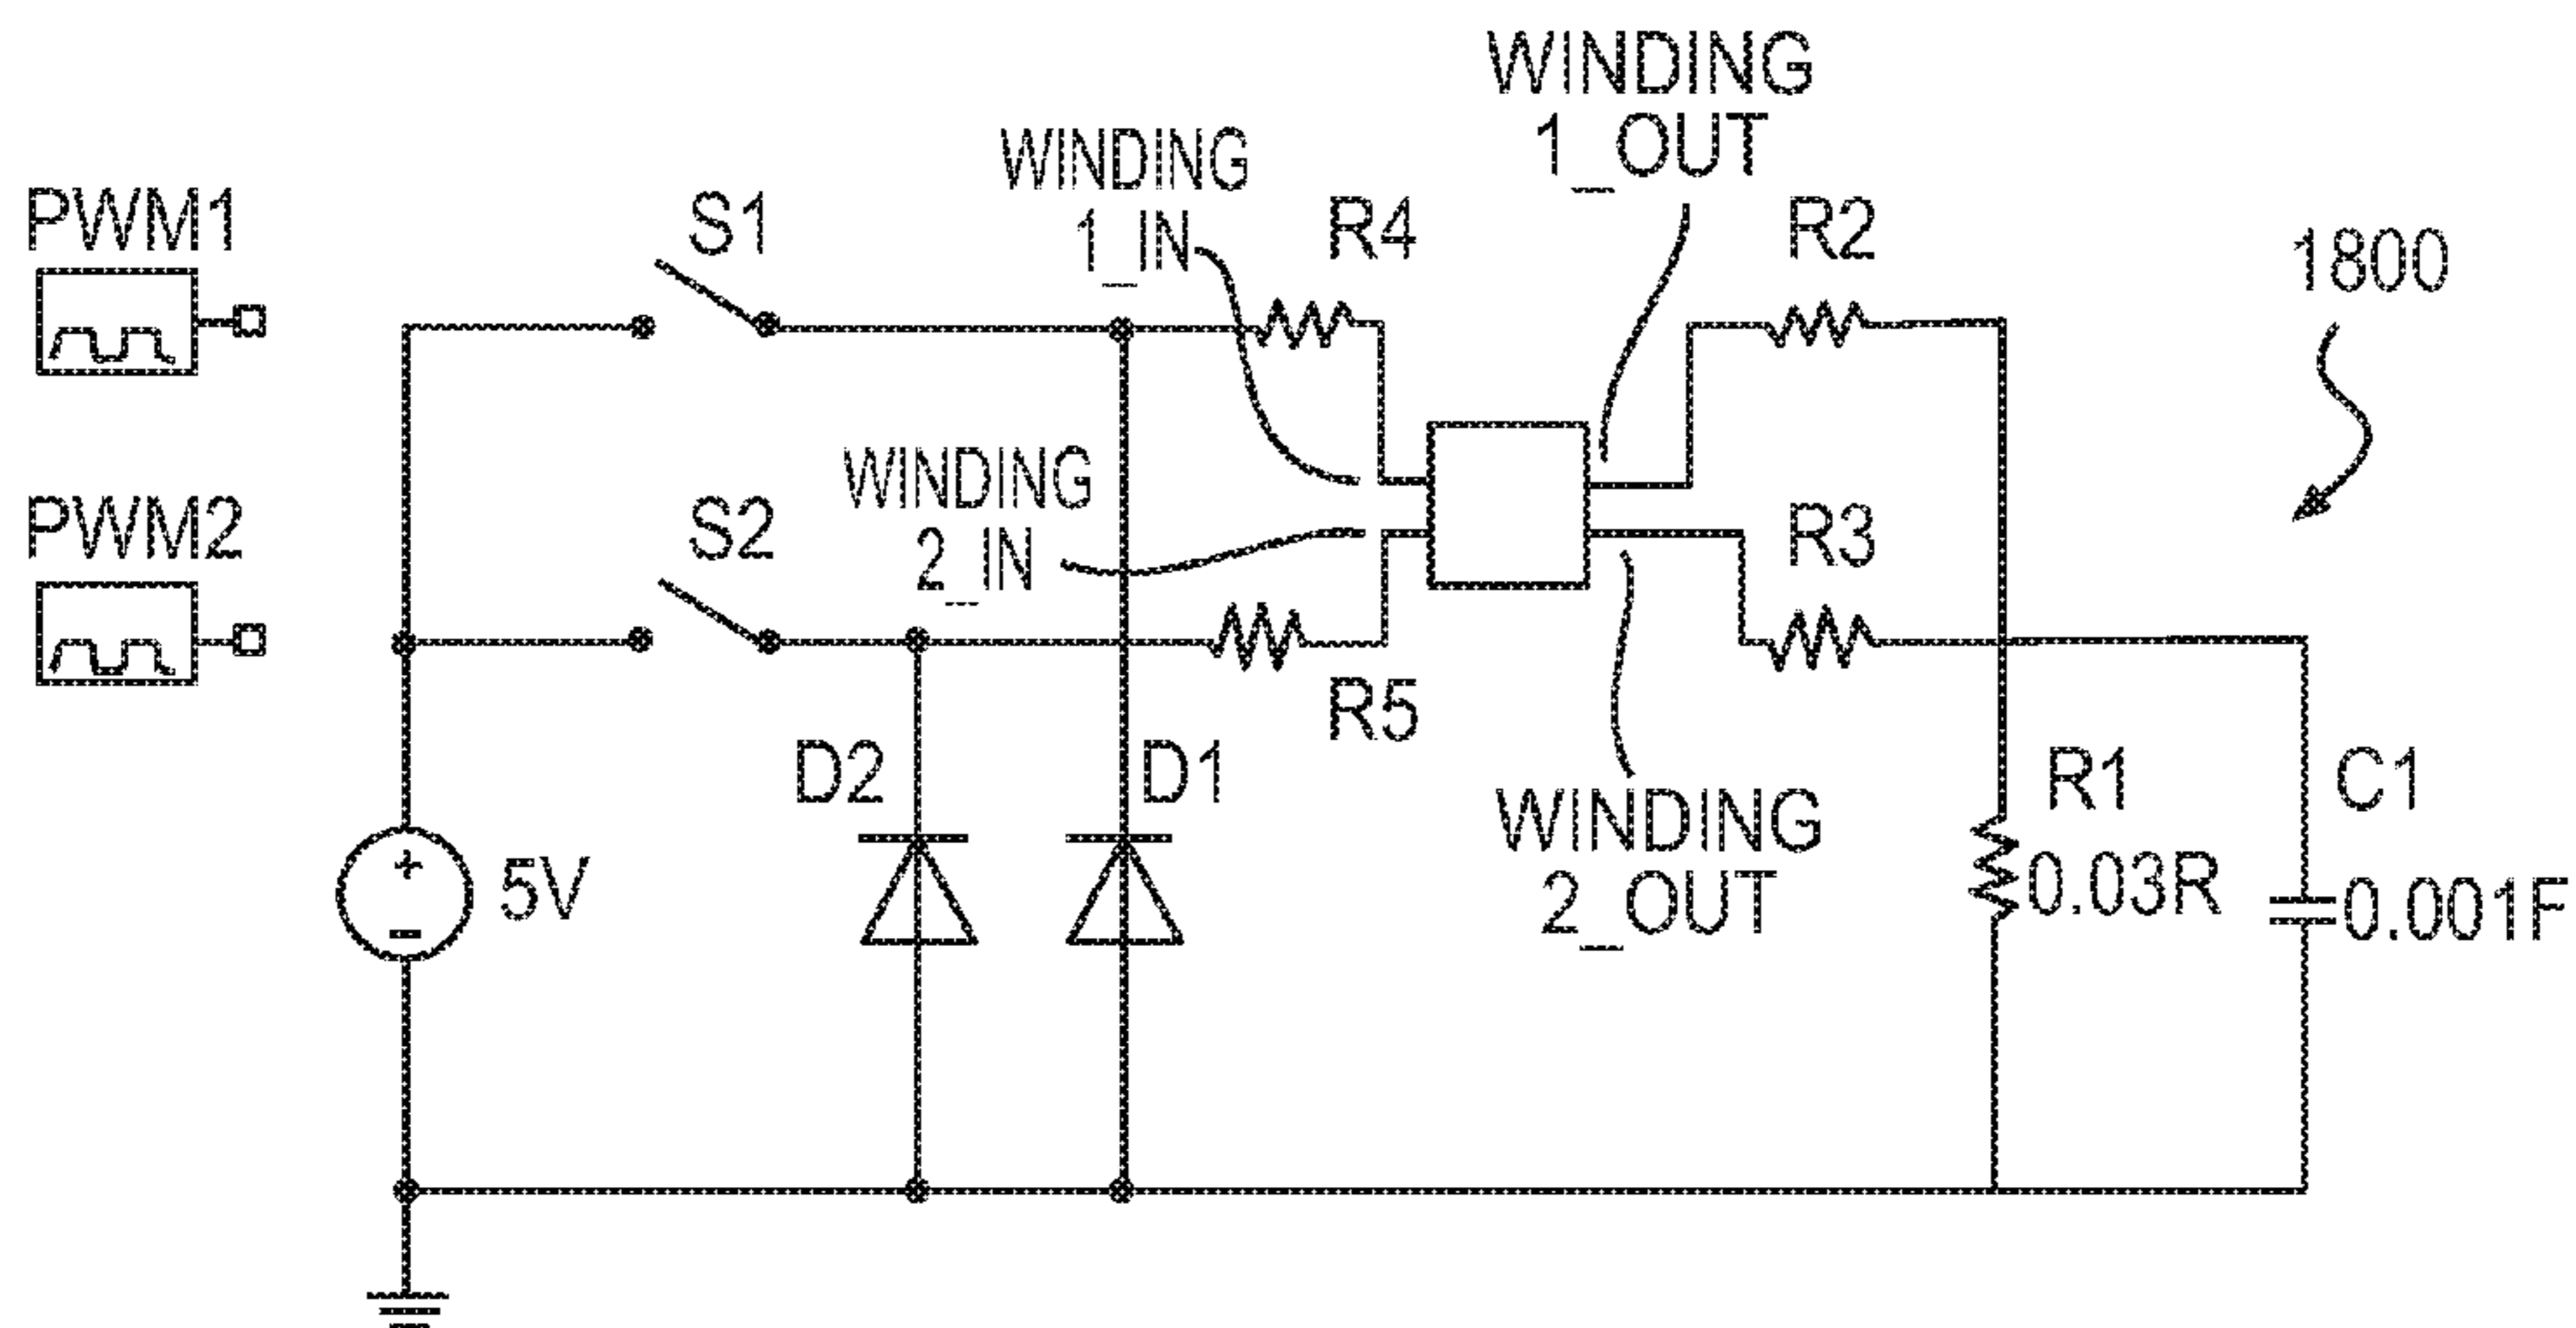 WINDING
1_OUT
WINDING
1_IN
PWM1
S1
R4
R2
1800
PWM2
S2
WINDING
2_IN
R3
R5
D2
D1
R1
C1
WINDING
2_OUT
+
-
5V
0.03R
0.001F